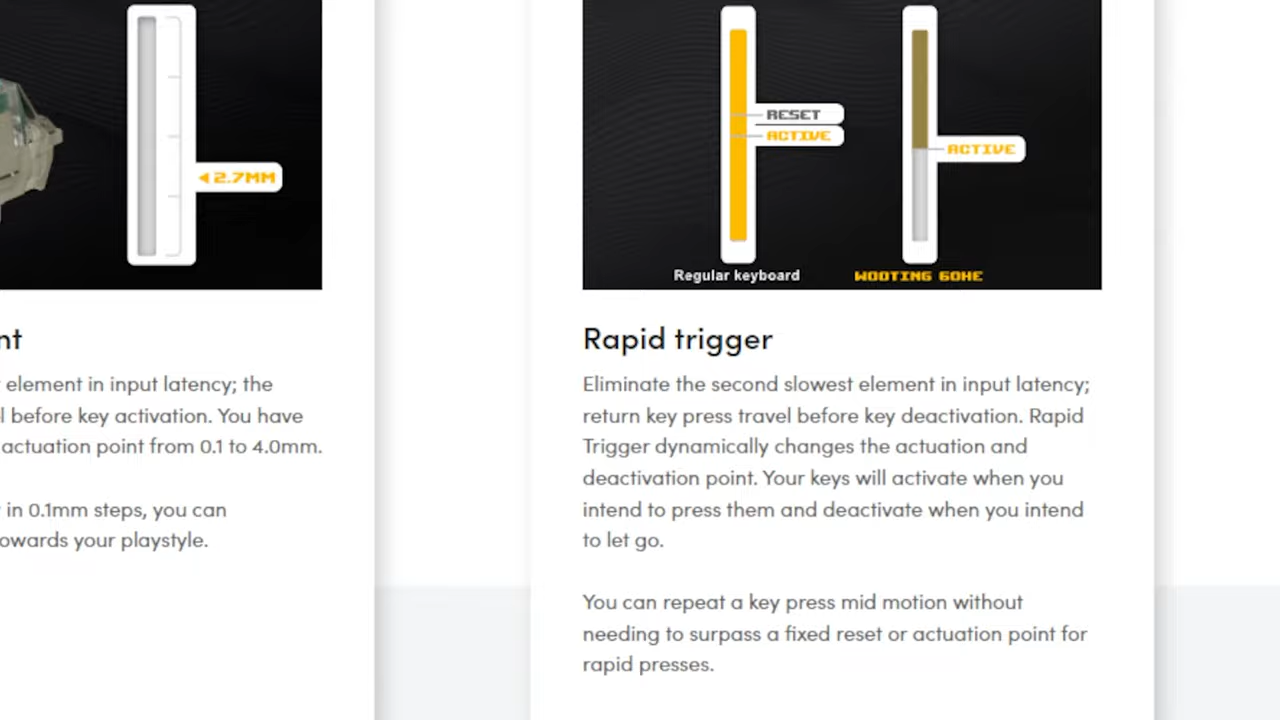 2.7MM
nt
element in input latency; the
before key activation. You have
actuation point from 0.1 to 4.0mm.
in 0.1mm steps, you can
owards your playstyle.
RESET
ACTIVE
ACTIVE
Regular keyboard
WOOTING 60HE
Rapid trigger
Eliminate the second slowest element in input latency;
return key press travel before key deactivation. Rapid
Trigger dynamically changes the actuation and
deactivation point. Your keys will activate when you
intend to press them and deactivate when you intend
to let go.
You can repeat a key press mid motion without
needing to surpass a fixed reset or actuation point for
rapid presses.